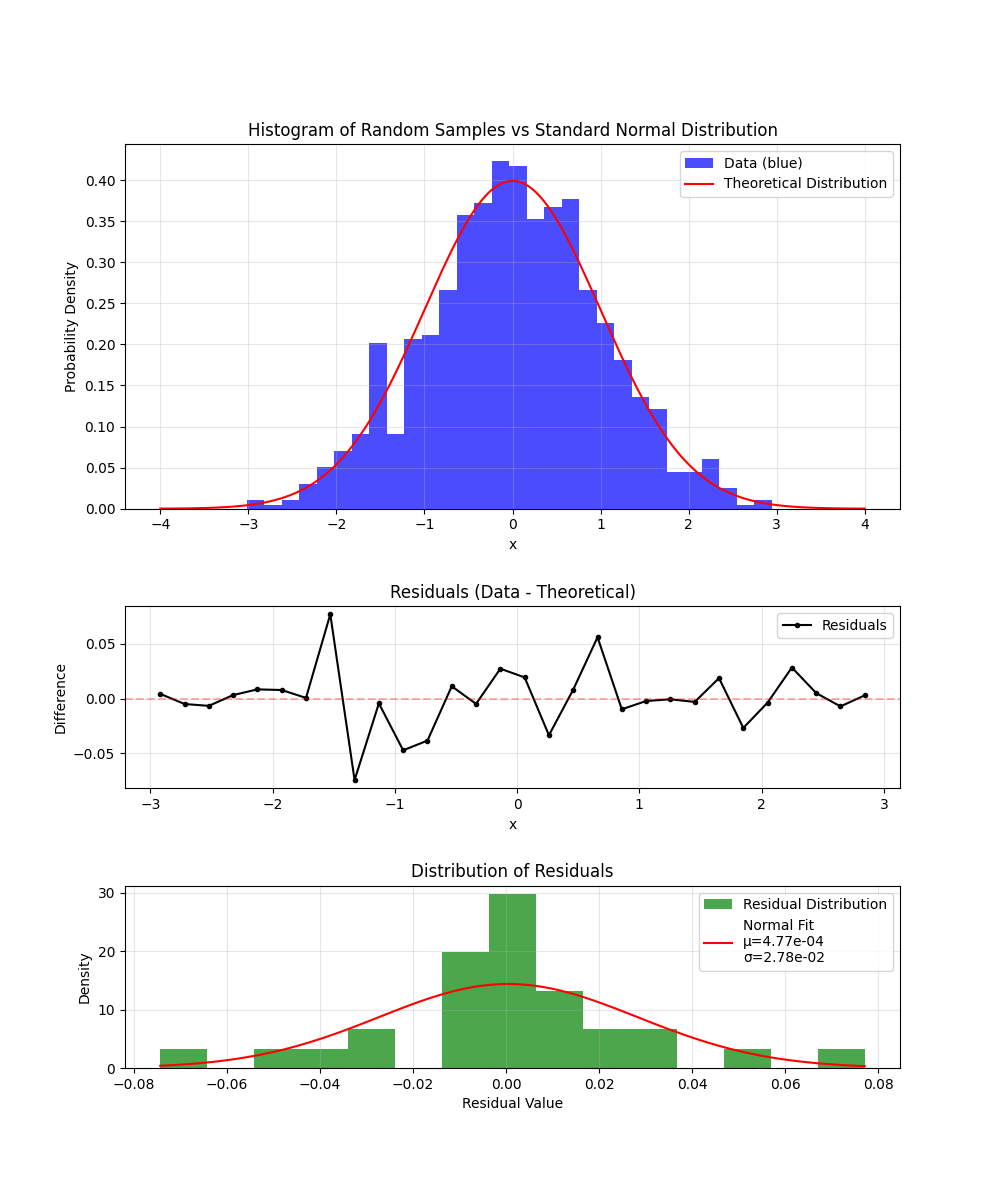 Histogram of Random Samples vs Standard Normal Distribution
Data (blue)
Theoretical Distribution
Probability Density
0.40
0.35
0.30
0.25
0.20
0.15
0.10
0.05
0.00
−4 −3 −2 −1 0 1 2 3 4
x
Residuals (Data - Theoretical)
Residuals
Difference
0.05
0.00
−0.05
−3 −2 −1 0 1 2 3
x
Distribution of Residuals
Residual Distribution
Normal Fit
μ=4.77e-04
σ=2.78e-02
Density
30
20
10
0
−0.08 −0.06 −0.04 −0.02 0.00 0.02 0.04 0.06 0.08
Residual Value